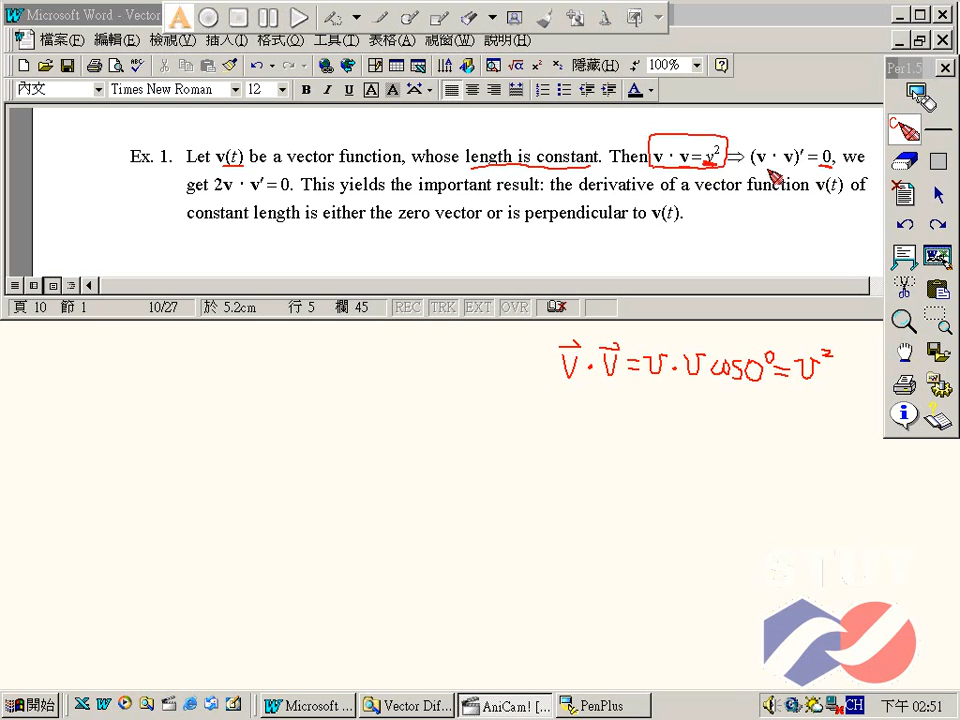 Microsoft Word - Vector
檔案(F) 編輯(E) 檢視(V) 插入(I) 格式(O) 工具(T) 表格(A) 視窗(W) 說明(H)
隱藏(H) 100%
內文 Times New Roman 12 B I U A A A
Per1.5
Ex. 1. Let v(t) be a vector function, whose length is constant. Then v · v = v² ⇒ (v · v)′ = 0, we
get 2v · v′ = 0. This yields the important result: the derivative of a vector function v(t) of
constant length is either the zero vector or is perpendicular to v(t).
頁 10 節 1 10/27 於 5.2cm 行 5 欄 45 REC TRK EXT OVR
V · V = v · v cos0° = v²
STUT
開始 Microsoft ... Vector Dif... AniCam! [... PenPlus CH 下午 02:51